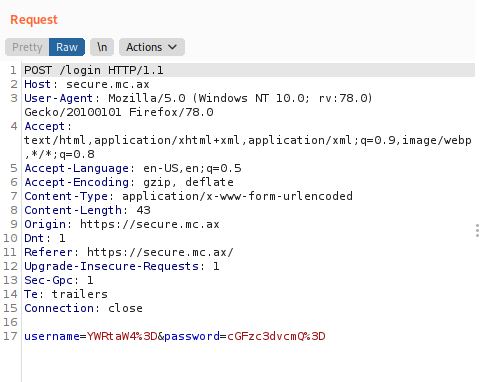 Request
Pretty Raw \n Actions
1 POST /login HTTP/1.1
2 Host: secure.mc.ax
3 User-Agent: Mozilla/5.0 (Windows NT 10.0; rv:78.0)
Gecko/20100101 Firefox/78.0
4 Accept:
text/html,application/xhtml+xml,application/xml;q=0.9,image/webp
,*/*;q=0.8
5 Accept-Language: en-US,en;q=0.5
6 Accept-Encoding: gzip, deflate
7 Content-Type: application/x-www-form-urlencoded
8 Content-Length: 43
9 Origin: https://secure.mc.ax
10 Dnt: 1
11 Referer: https://secure.mc.ax/
12 Upgrade-Insecure-Requests: 1
13 Sec-Gpc: 1
14 Te: trailers
15 Connection: close
16
17 username=YWRtaW4%3D&password=cGFzc3dvcmQ%3D